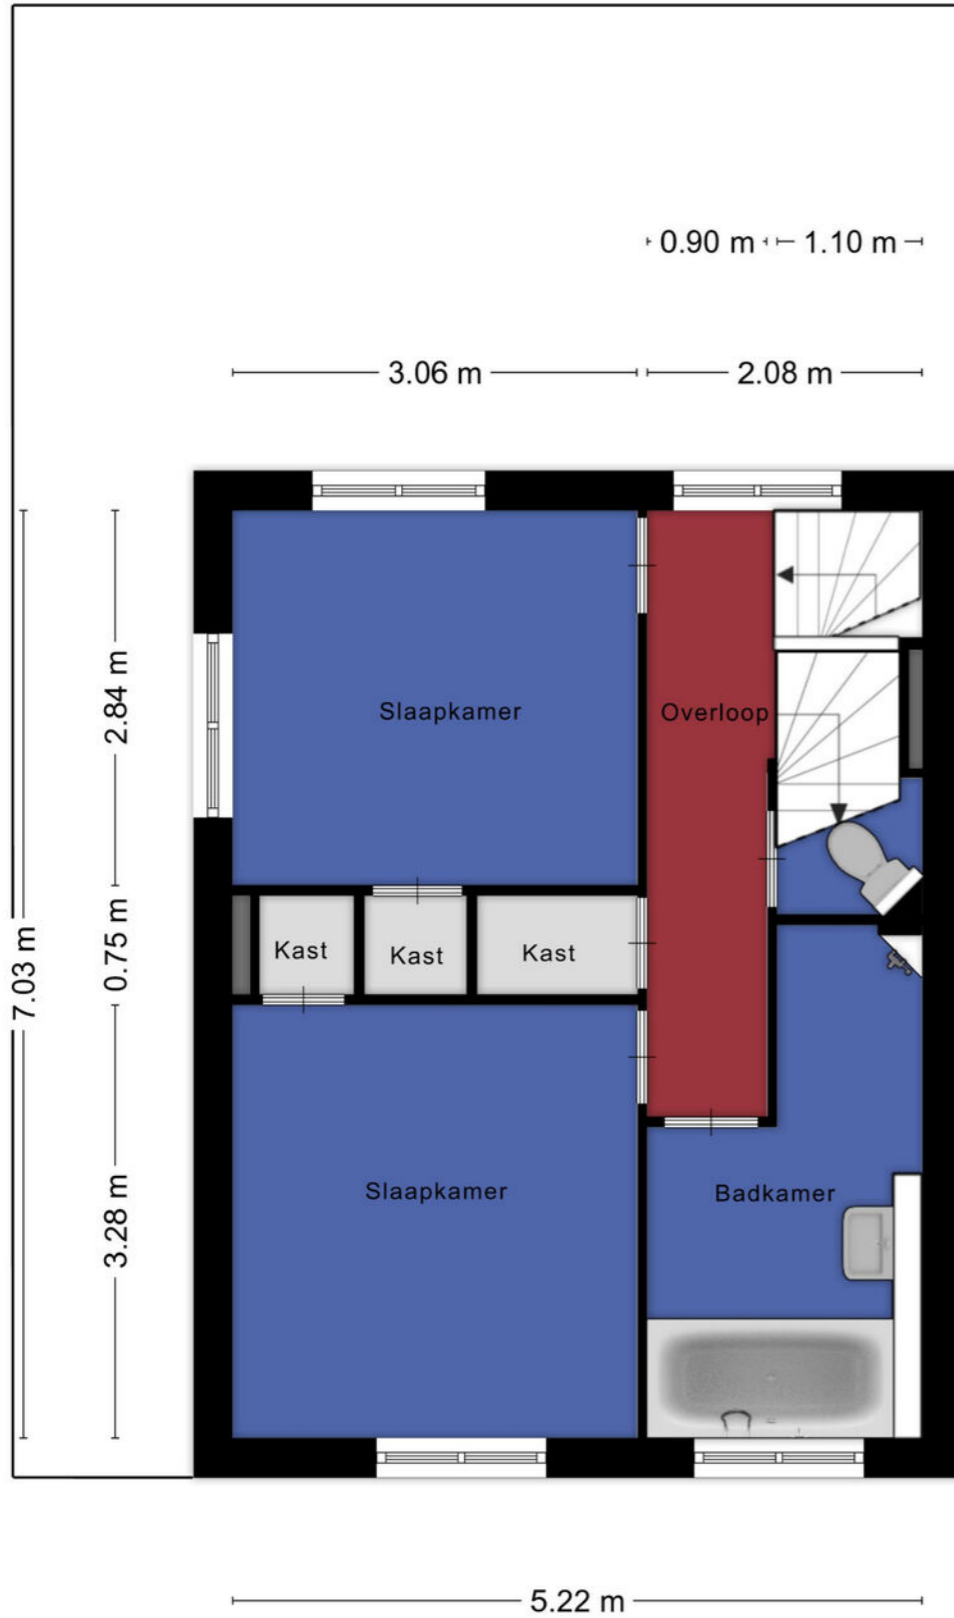 0.90 m
1.10 m
3.06 m
2.08 m
Slaapkamer
Overloop
2.84 m
0.75 m
7.03 m
Kast
Kast
Kast
3.28 m
Slaapkamer
Badkamer
5.22 m